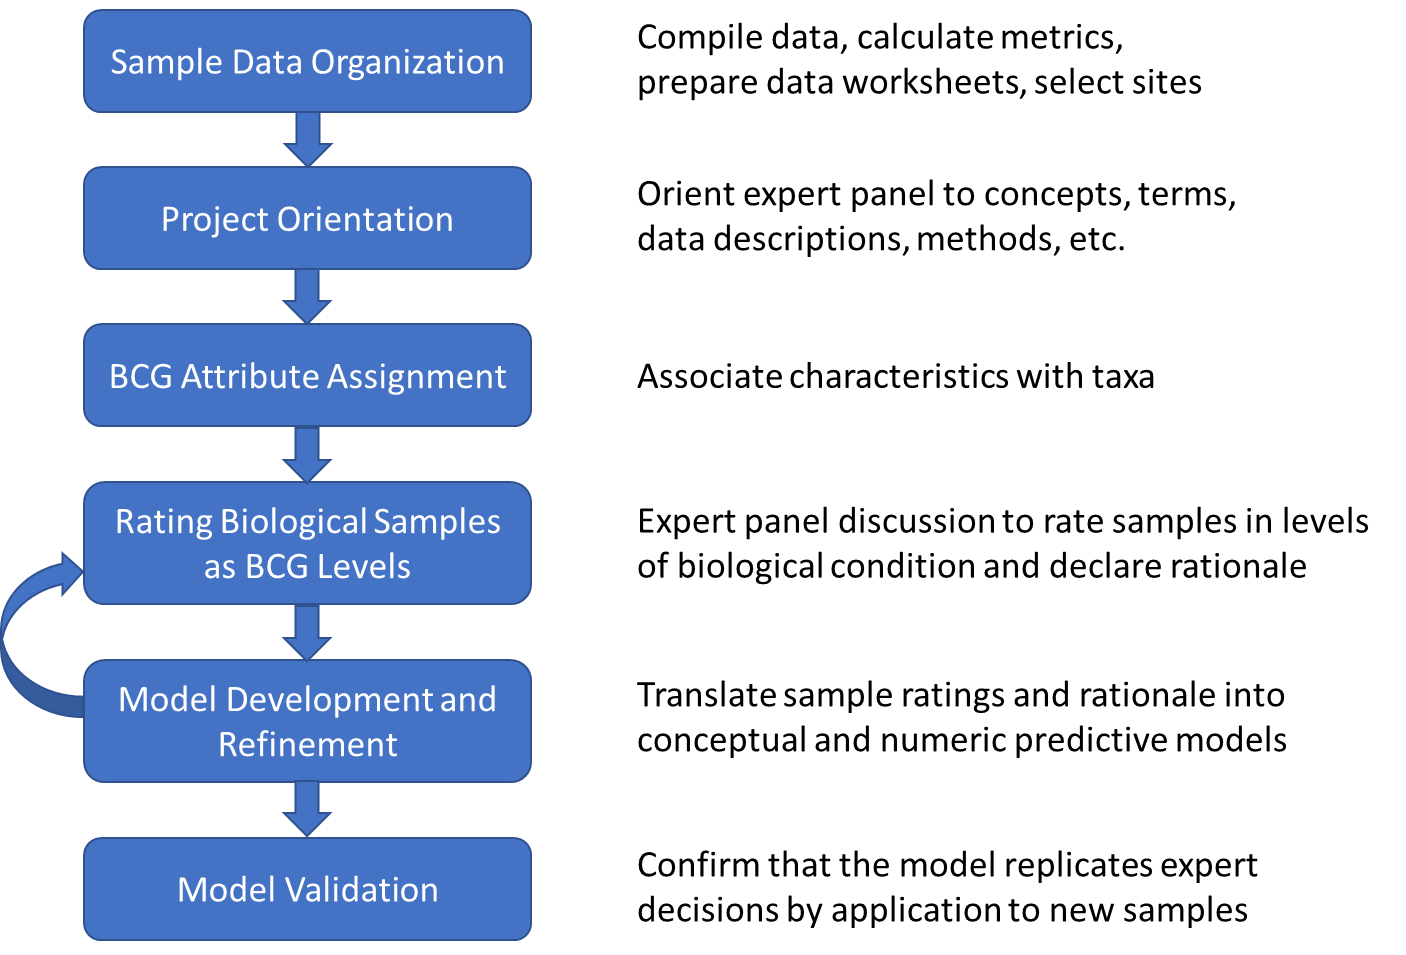 Sample Data Organization
Compile data, calculate metrics,
prepare data worksheets, select sites
Project Orientation
Orient expert panel to concepts, terms,
data descriptions, methods, etc.
BCG Attribute Assignment
Associate characteristics with taxa
Rating Biological Samples
as BCG Levels
Expert panel discussion to rate samples in levels
of biological condition and declare rationale
Model Development and
Refinement
Translate sample ratings and rationale into
conceptual and numeric predictive models
Model Validation
Confirm that the model replicates expert
decisions by application to new samples